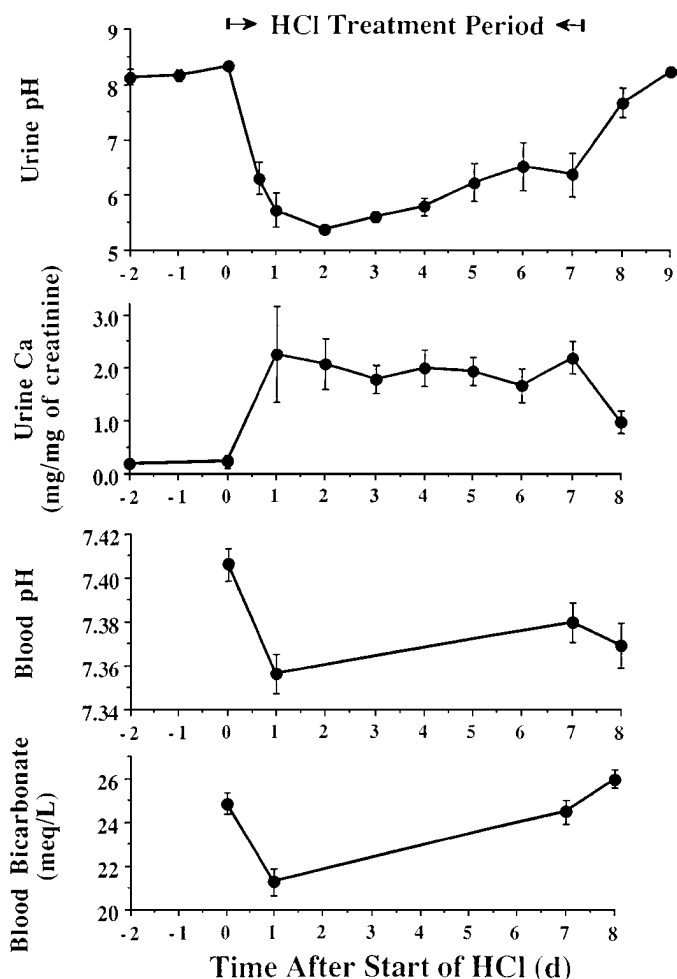 HCl Treatment Period
Urine pH
9
8
7
6
5
-2 -1 0 1 2 3 4 5 6 7 8 9
Urine Ca
(mg/mg of creatinine)
3.0
2.0
1.0
0.0
-2 -1 0 1 2 3 4 5 6 7 8
Blood pH
7.42
7.40
7.38
7.36
7.34
-2 -1 0 1 2 3 4 5 6 7 8
Blood Bicarbonate
(meq/L)
26
24
22
20
-2 -1 0 1 2 3 4 5 6 7 8
Time After Start of HCl (d)